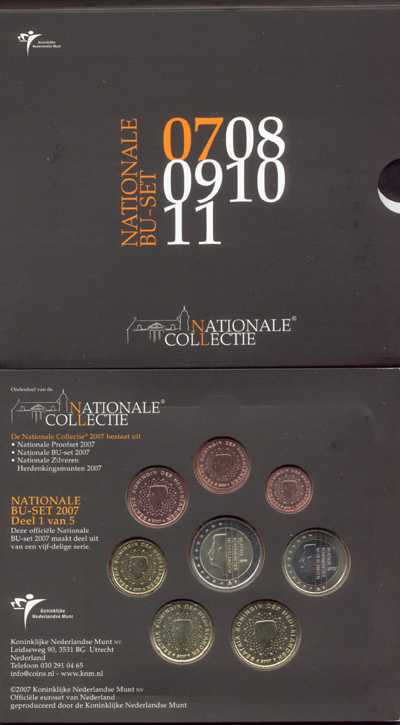 Koninklijke
Nederlandse Munt
NATIONALE
BU-SET
0708
0910
11
NATIONALE
COLLECTIE
Onderdeel van de
NATIONALE
COLLECTIE
De Nationale Collectie® 2007 bestaat uit
• Nationale Proofset 2007
• Nationale BU-set 2007
• Nationale Zilveren
Herdenkingsmunten 2007
NATIONALE
BU-SET 2007
Deel 1 van 5
Deze officiële Nationale
BU-set 2007 maakt deel uit
van een vijf-delige serie.
Koninklijke
Nederlandse Munt
Koninklijke Nederlandse Munt NV
Leidseweg 90, 3531 BG Utrecht
Nederland
Telefoon 030 291 04 65
info@coins.nl - www.knm.nl
©2007 Koninklijke Nederlandse Munt
Officiële euroset van Nederland
geproduceerd door de Koninklijke Nederlandse Munt